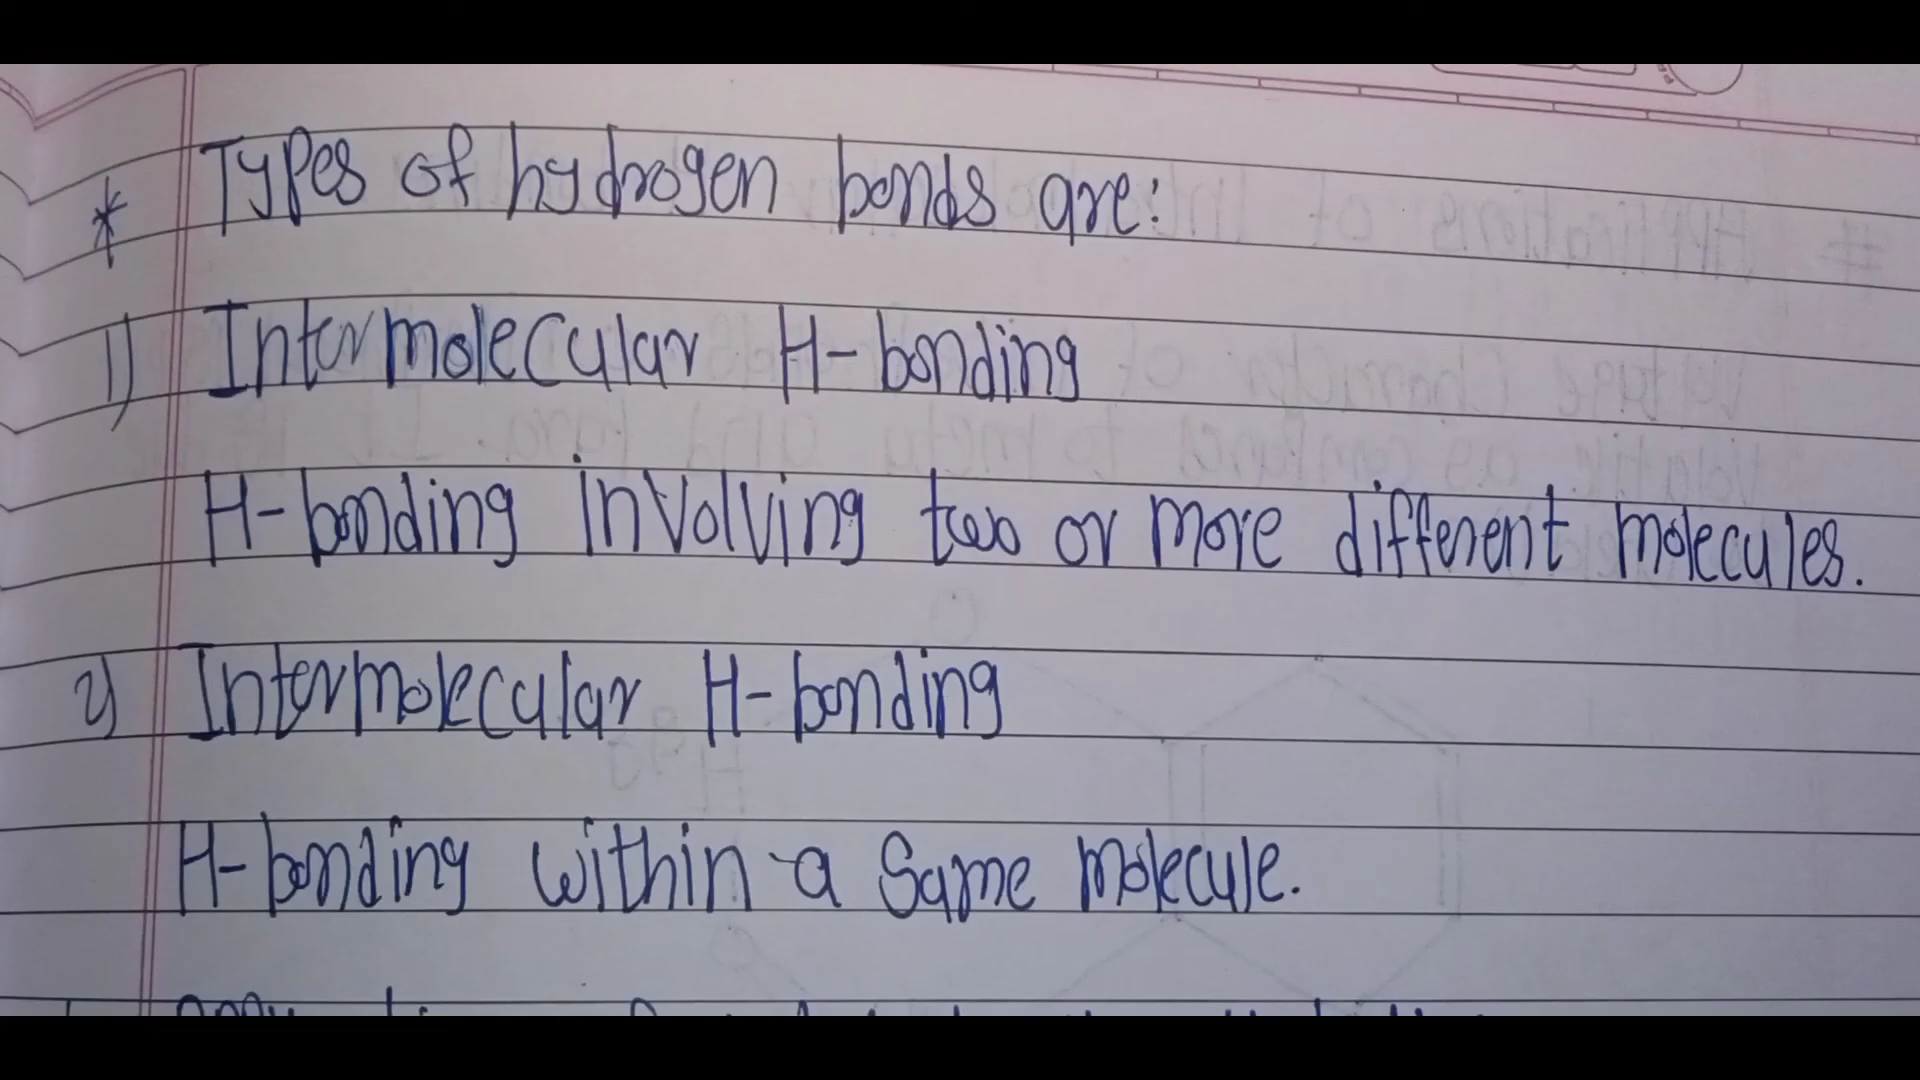 * Types of hydrogen bonds are:
1) Intermolecular H-bonding
H-bonding involving two or more different molecules.
2) Intermolecular H-bonding
H-bonding within a same molecule.